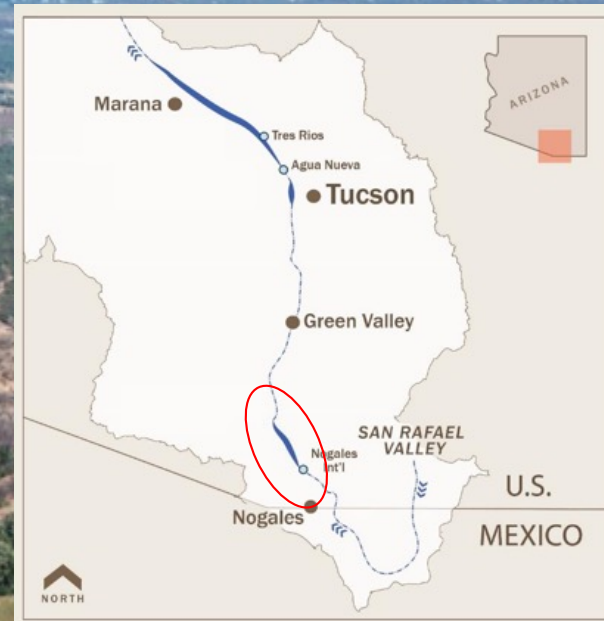 Marana
Tres Rios
ARIZONA
Agua Nueva
Tucson
Green Valley
SAN RAFAEL
VALLEY
Nogales
Int'l
Nogales
U.S.
MEXICO
NORTH